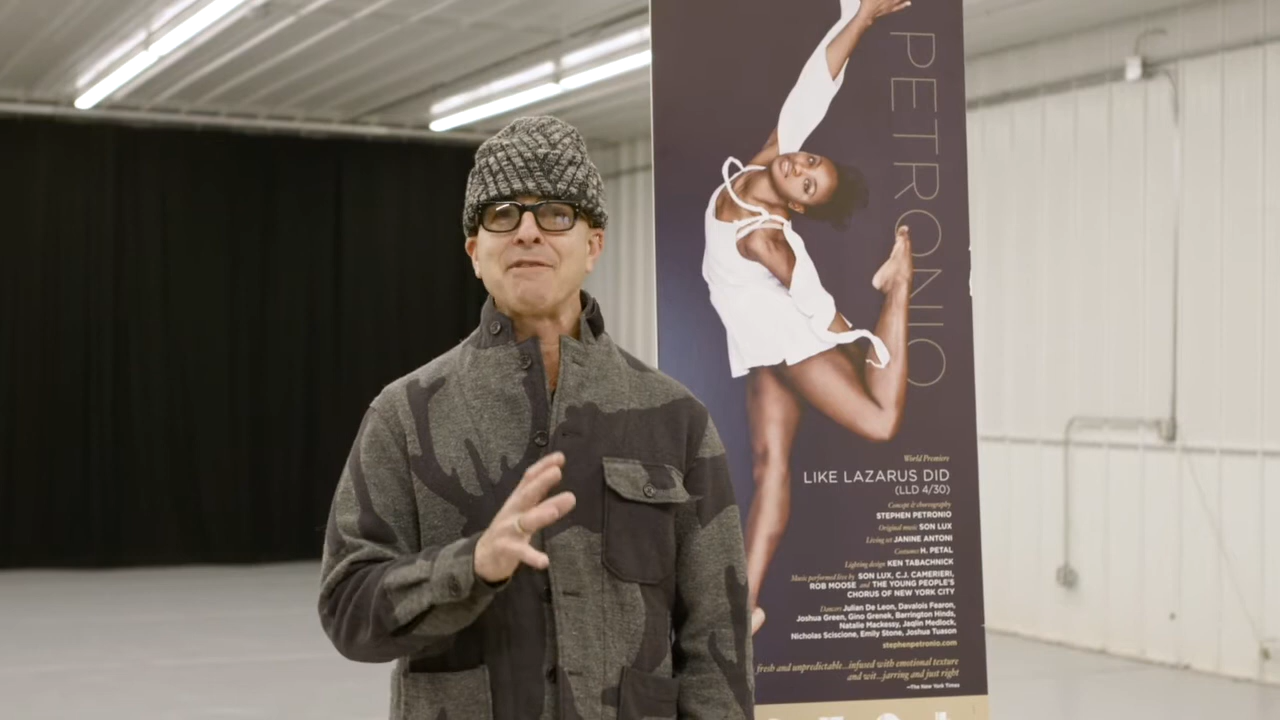 PETRONIO
World Premiere
LIKE LAZARUS DID
(LLD 4/30)
Concept & choreography
STEPHEN PETRONIO
Original music SON LUX
Living set JANINE ANTONI
Costume H. PETAL
Lighting design KEN TABACHNICK
Music performed live by SON LUX, C.J. CAMERIERI,
ROB MOOSE and THE YOUNG PEOPLE'S
CHORUS OF NEW YORK CITY
Dancers Julian De Leon, Davalois Fearon,
Joshua Green, Gino Grenek, Barrington Hinds,
Natalie Mackessy, Jaqlin Medlock,
Nicholas Sciscione, Emily Stone, Joshua Tuason
stephenpetronio.com
fresh and unpredictable...infused with emotional texture
and wit...jarring and just right
—The New York Times